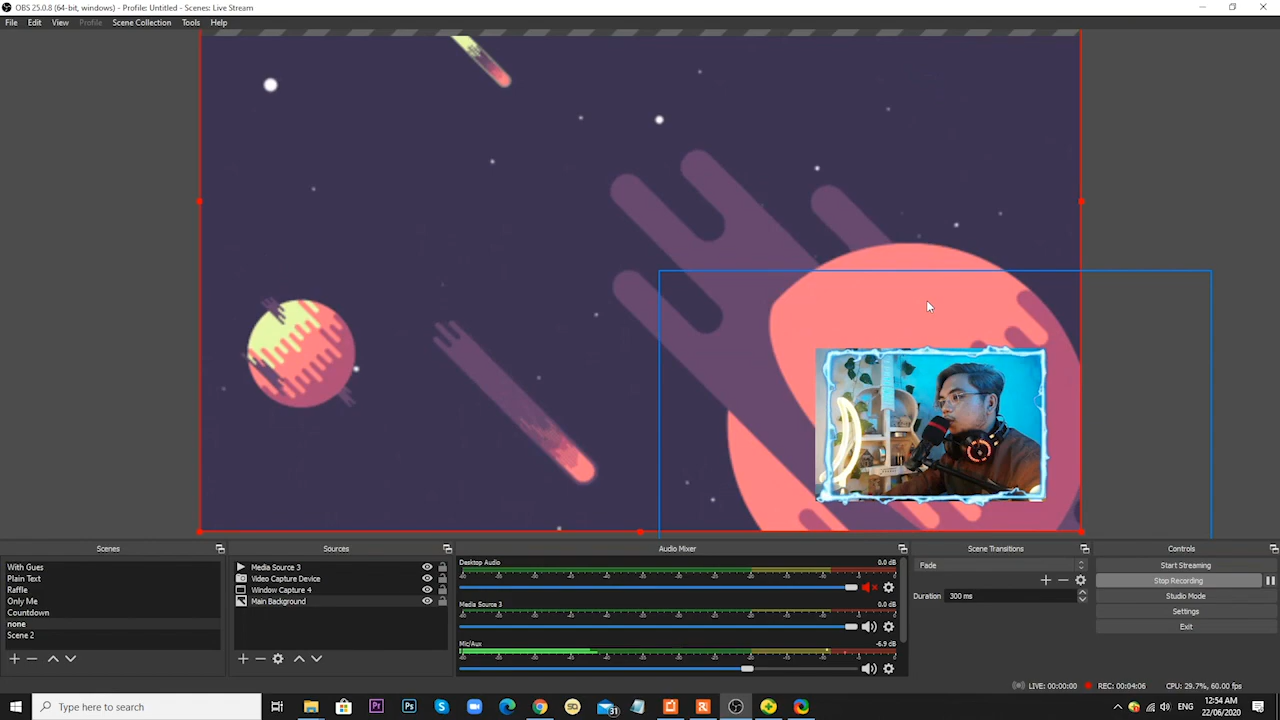 OBS 25.0.8 (64-bit, windows) - Profile: Untitled - Scenes: Live Stream
File Edit View Profile Scene Collection Tools Help
Scenes
With Gues
Plain Text
Raffle
Only Me
Countdown
none
Scene 2
Sources
Media Source 3
Video Capture Device
Window Capture 4
Main Background
Audio Mixer
Desktop Audio 0.0 dB
Media Source 3 0.0 dB
Mic/Aux -6.9 dB
Scene Transitions
Fade
Duration 300 ms
Controls
Start Streaming
Stop Recording
Studio Mode
Settings
Exit
LIVE: 00:00:00 REC: 00:04:06 CPU: 29.7%, 60.00 fps
Type here to search
31
ENG
12:54 AM
22/06/2020